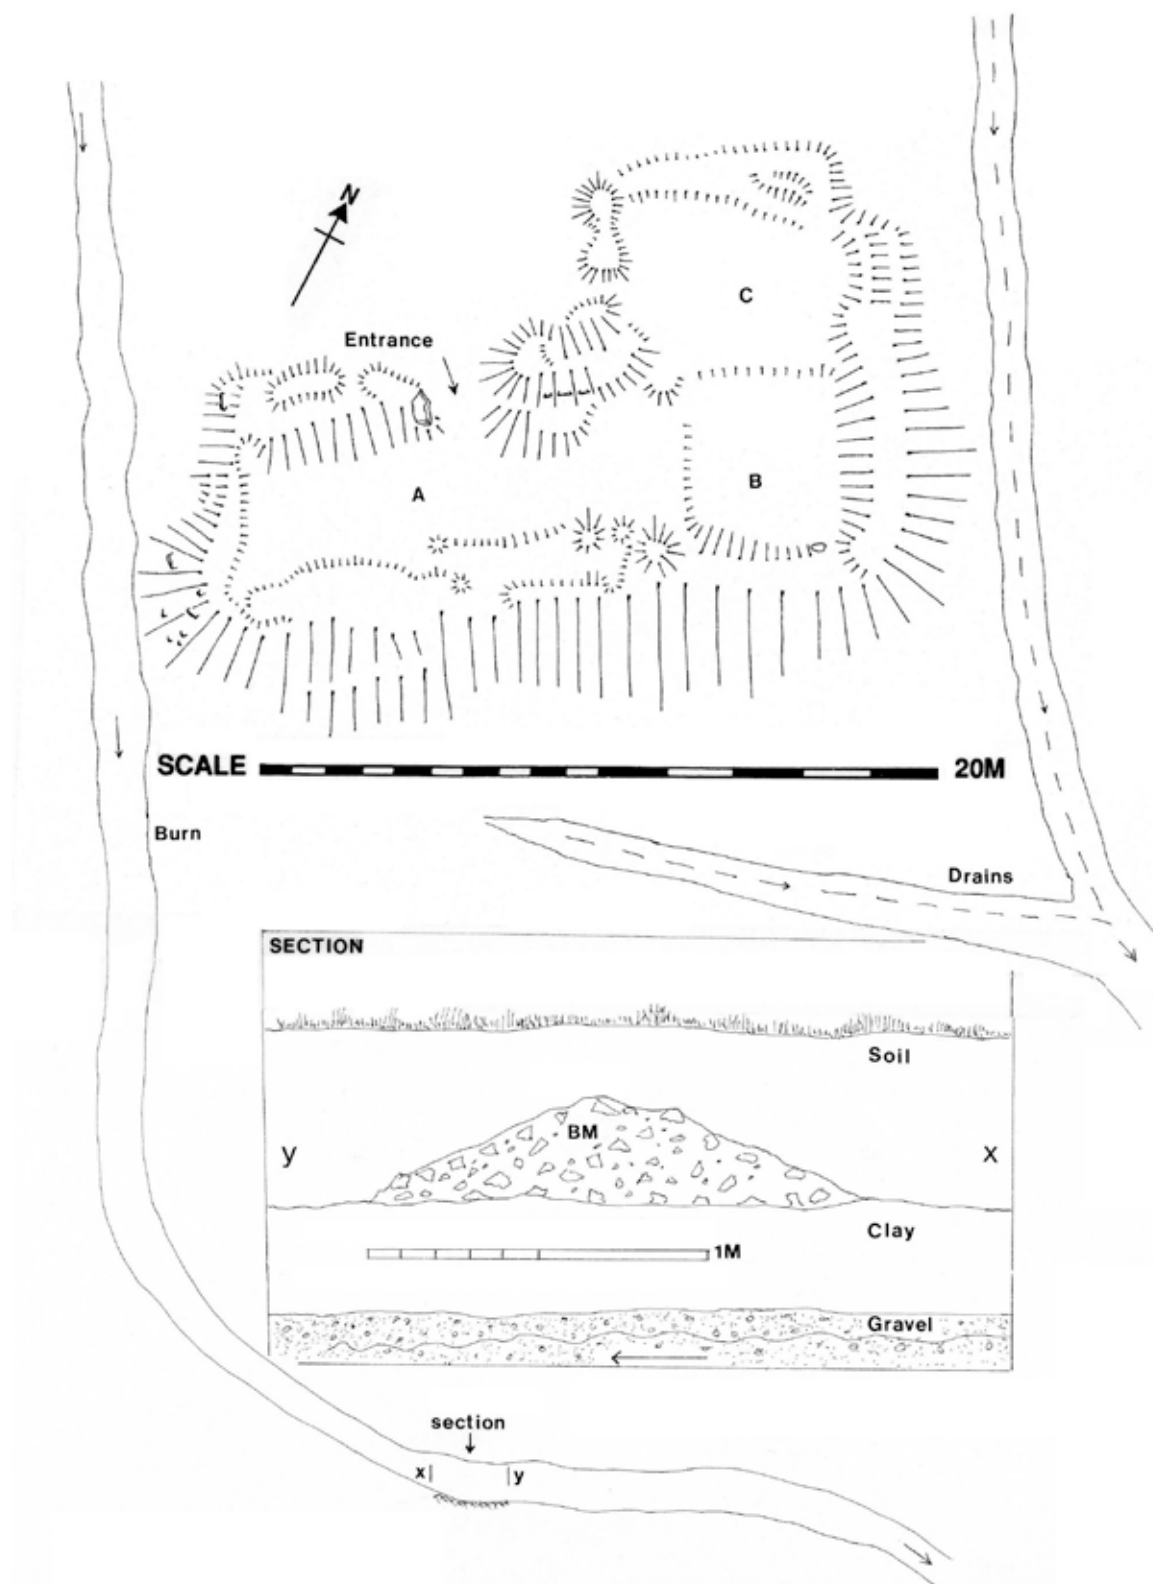 N
C
Entrance
A
B
SCALE 20M
Burn
Drains
SECTION
Soil
BM
y x
Clay
1M
Gravel
section
x y